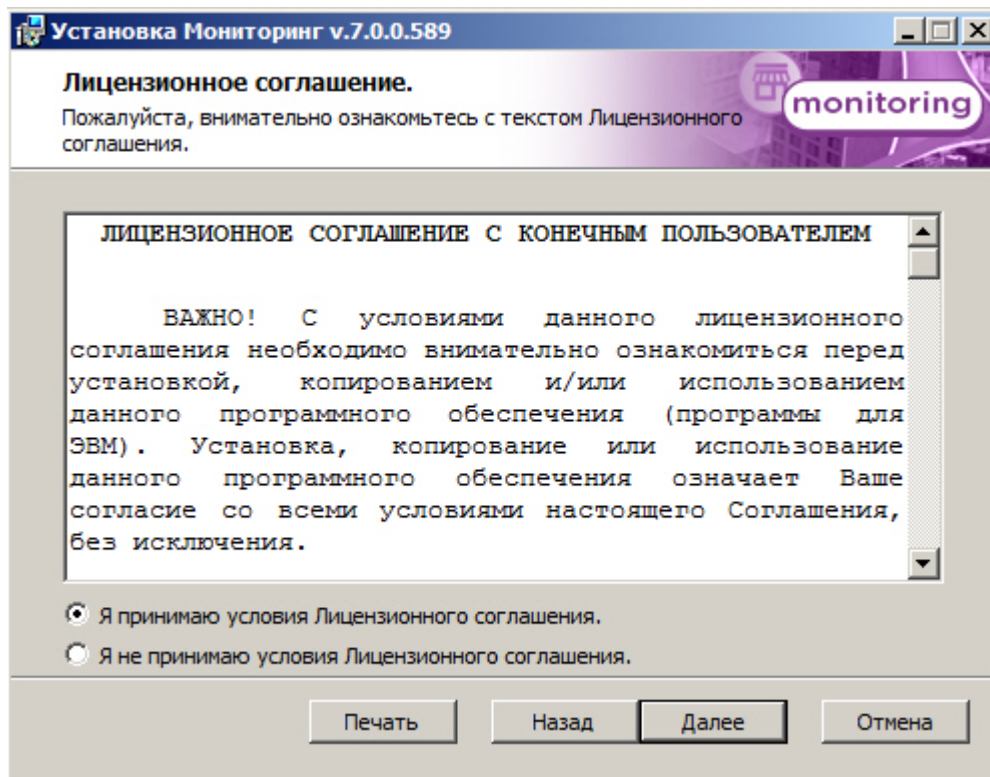 Установка Мониторинг v.7.0.0.589
Лицензионное соглашение.
Пожалуйста, внимательно ознакомьтесь с текстом Лицензионного
соглашения.
monitoring
ЛИЦЕНЗИОННОЕ СОГЛАШЕНИЕ С КОНЕЧНЫМ ПОЛЬЗОВАТЕЛЕМ
ВАЖНО! С условиями данного лицензионного
соглашения необходимо внимательно ознакомиться перед
установкой, копированием и/или использованием
данного программного обеспечения (программы для
ЭВМ). Установка, копирование или использование
данного программного обеспечения означает Ваше
согласие со всеми условиями настоящего Соглашения,
без исключения.
Я принимаю условия Лицензионного соглашения.
Я не принимаю условия Лицензионного соглашения.
Печать Назад Далее Отмена